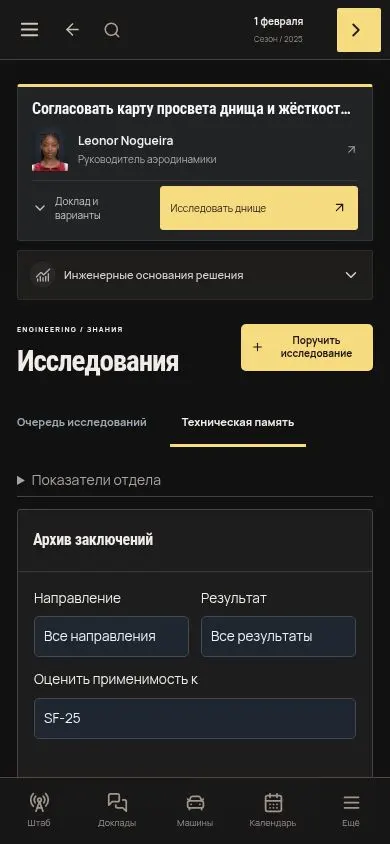 1 февраля
Сезон / 2025
Согласовать карту просвета днища и жёсткост...
Leonor Nogueira
Руководитель аэродинамики
Доклад и
варианты
Исследовать днище
Инженерные основания решения
ENGINEERING / ЗНАНИЯ
Исследования
Поручить
исследование
Очередь исследований
Техническая память
Показатели отдела
Архив заключений
Направление
Результат
Все направления
Все результаты
Оценить применимость к
SF-25
Штаб
Доклады
Машины
Календарь
Ещё